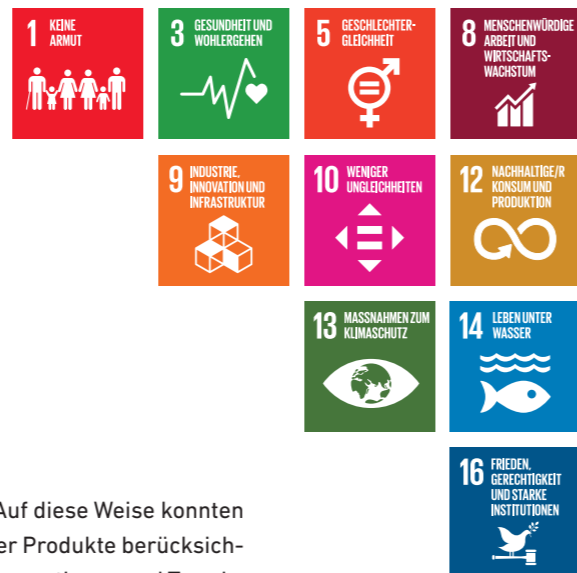 1 KEINE
ARMUT
3 GESUNDHEIT UND
WOHLERGEHEN
5 GESCHLECHTER-
GLEICHHEIT
8 MENSCHENWÜRDIGE
ARBEIT UND
WIRTSCHAFTS-
WACHSTUM
9 INDUSTRIE,
INNOVATION UND
INFRASTRUKTUR
10 WENIGER
UNGLEICHHEITEN
12 NACHHALTIGE/R
KONSUM UND
PRODUKTION
13 MASSNAHMEN ZUM
KLIMASCHUTZ
14 LEBEN UNTER
WASSER
16 FRIEDEN,
GERECHTIGKEIT
UND STARKE
INSTITUTIONEN
Auf diese Weise konnten
er Produkte berücksich-